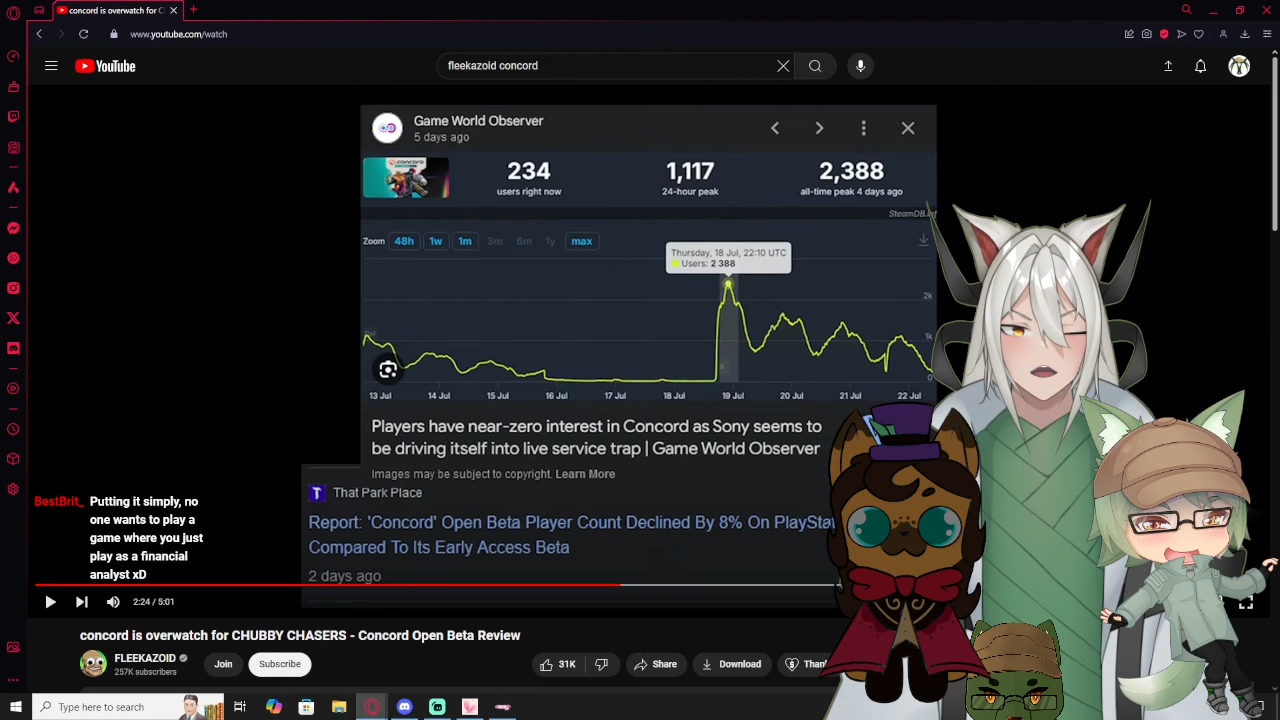 concord is overwatch for C
www.youtube.com/watch
YouTube
fleekazoid concord
Game World Observer
5 days ago
234
users right now
1,117
24-hour peak
2,388
all-time peak 4 days ago
SteamDB.inf
Zoom 48h 1w 1m 3m 6m 1y max
Thursday, 18 Jul, 22:10 UTC
Users: 2 388
2k
1k
0
13 Jul 14 Jul 15 Jul 16 Jul 17 Jul 18 Jul 19 Jul 20 Jul 21 Jul 22 Jul
Players have near-zero interest in Concord as Sony seems to
be driving itself into live service trap | Game World Observer
Images may be subject to copyright. Learn More
That Park Place
Report: 'Concord' Open Beta Player Count Declined By 8% On PlaySta
Compared To Its Early Access Beta
2 days ago
BestBrit_ Putting it simply, no
one wants to play a
game where you just
play as a financial
analyst xD
2:24 / 5:01
concord is overwatch for CHUBBY CHASERS - Concord Open Beta Review
FLEEKAZOID
257K subscribers
Join
Subscribe
31K
Share
Download
Than
Type here to search